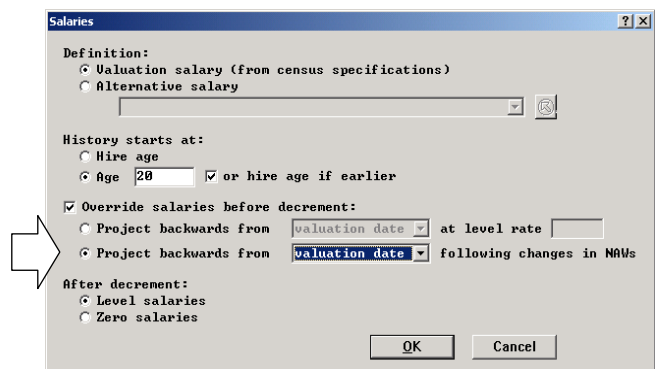 Salaries
Definition:
Valuation salary (from census specifications)
Alternative salary
History starts at:
Hire age
Age 20 or hire age if earlier
Override salaries before decrement:
Project backwards from valuation date at level rate
Project backwards from valuation date following changes in NAWs
After decrement:
Level salaries
Zero salaries
OK Cancel